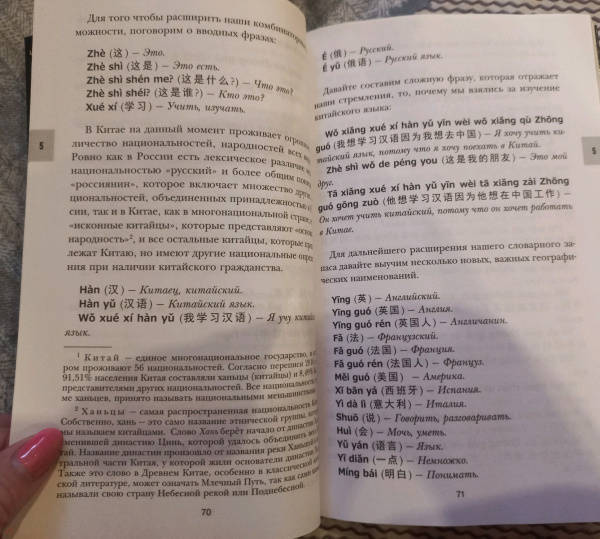 Для того чтобы расширить наши
можности, поговорим о вводных фразах:
Zhè (这) – Это.
Zhè shì (这是) – Это есть.
Zhè shì shén me? (这是什么?) – Что это?
Zhè shì shéi? (这是谁?) – Кто это?
Xué xí (学习) – Учить, изучать.
В Китае на данный момент проживает
личество национальностей, народностей
Ровно как в России есть лексическое различие
национальностью «русский» и более общим
«россиянин», которое включает множество
циональностей, объединенных принадлежностью
сии, так и в Китае, как в многонациональной
«исконные китайцы», которые представляют
народность»², и все остальные китайцы, которые
лежат Китаю, но имеют другие национальные
при наличии китайского гражданства.
5
Hàn (汉) – Китаец, китайский.
Hàn yǔ (汉语) – Китайский язык.
Wǒ xué xí hàn yǔ (我学习汉语) – Я учу
язык.
¹ Китай – единое многонациональное государство, в
ром проживают 56 национальностей. Согласно переписи
91,51% населения Китая составляли ханьцы (китайцы) и
представителями других национальностей. Все
ме ханьцев, принято называть национальными
² Ханьцы – самая распространенная национальность
Собственно, хань – это само название этнической группы,
мы называем китайцами. Слово Хань берёт начало от династии
сменившей династию Цинь, которой удалось объединить
тай. Название династии произошло от названия реки
тральной части Китая, у которой жили основатели династии
Также это слово в Древнем Китае, особенно в классической
ской литературе, может означать Млечный Путь, так как сами
называли свою страну Небесной рекой или Поднебесной.
70
É (俄) – Русский.
É yǔ (俄语) – Русский язык.
Давайте составим сложную фразу, которая отражает
наши стремления, то, почему мы взялись за изучение
китайского языка:
Wǒ xiǎng xué xí hàn yǔ yīn wèi wǒ xiǎng qù Zhōng
guó (我想学习汉语因为我想去中国) – Я хочу учить ки-
тайский язык, потому что я хочу поехать в Китай.
Zhè shì wǒ de péng you (这是我的朋友) – Это мой
друг.
Tā xiǎng xué xí hàn yǔ yīn wèi tā xiǎng zài Zhōng
guó gōng zuò (他想学习汉语因为他想在中国工作) –
Он хочет учить китайский, потому что он хочет работать
в Китае.
5
Для дальнейшего расширения нашего словарного за-
паса давайте выучим несколько новых, важных географи-
ческих наименований.
Yīng (英) – Английский.
Yīng guó (英国) – Англия.
Yīng guó rén (英国人) – Англичанин.
Fǎ (法) – Французский.
Fǎ guó (法国) – Франция.
Fǎ guó rén (法国人) – Француз.
Měi guó (美国) – Америка.
Xī bān yá (西班牙) – Испания.
Yì dà lì (意大利) – Италия.
Shuō (说) – Говорить, разговаривать.
Huì (会) – Мочь, уметь.
Yǔ yán (语言) – Язык.
Yì diǎn (一点) – Немножко.
Míng bái (明白) – Понимать.
71